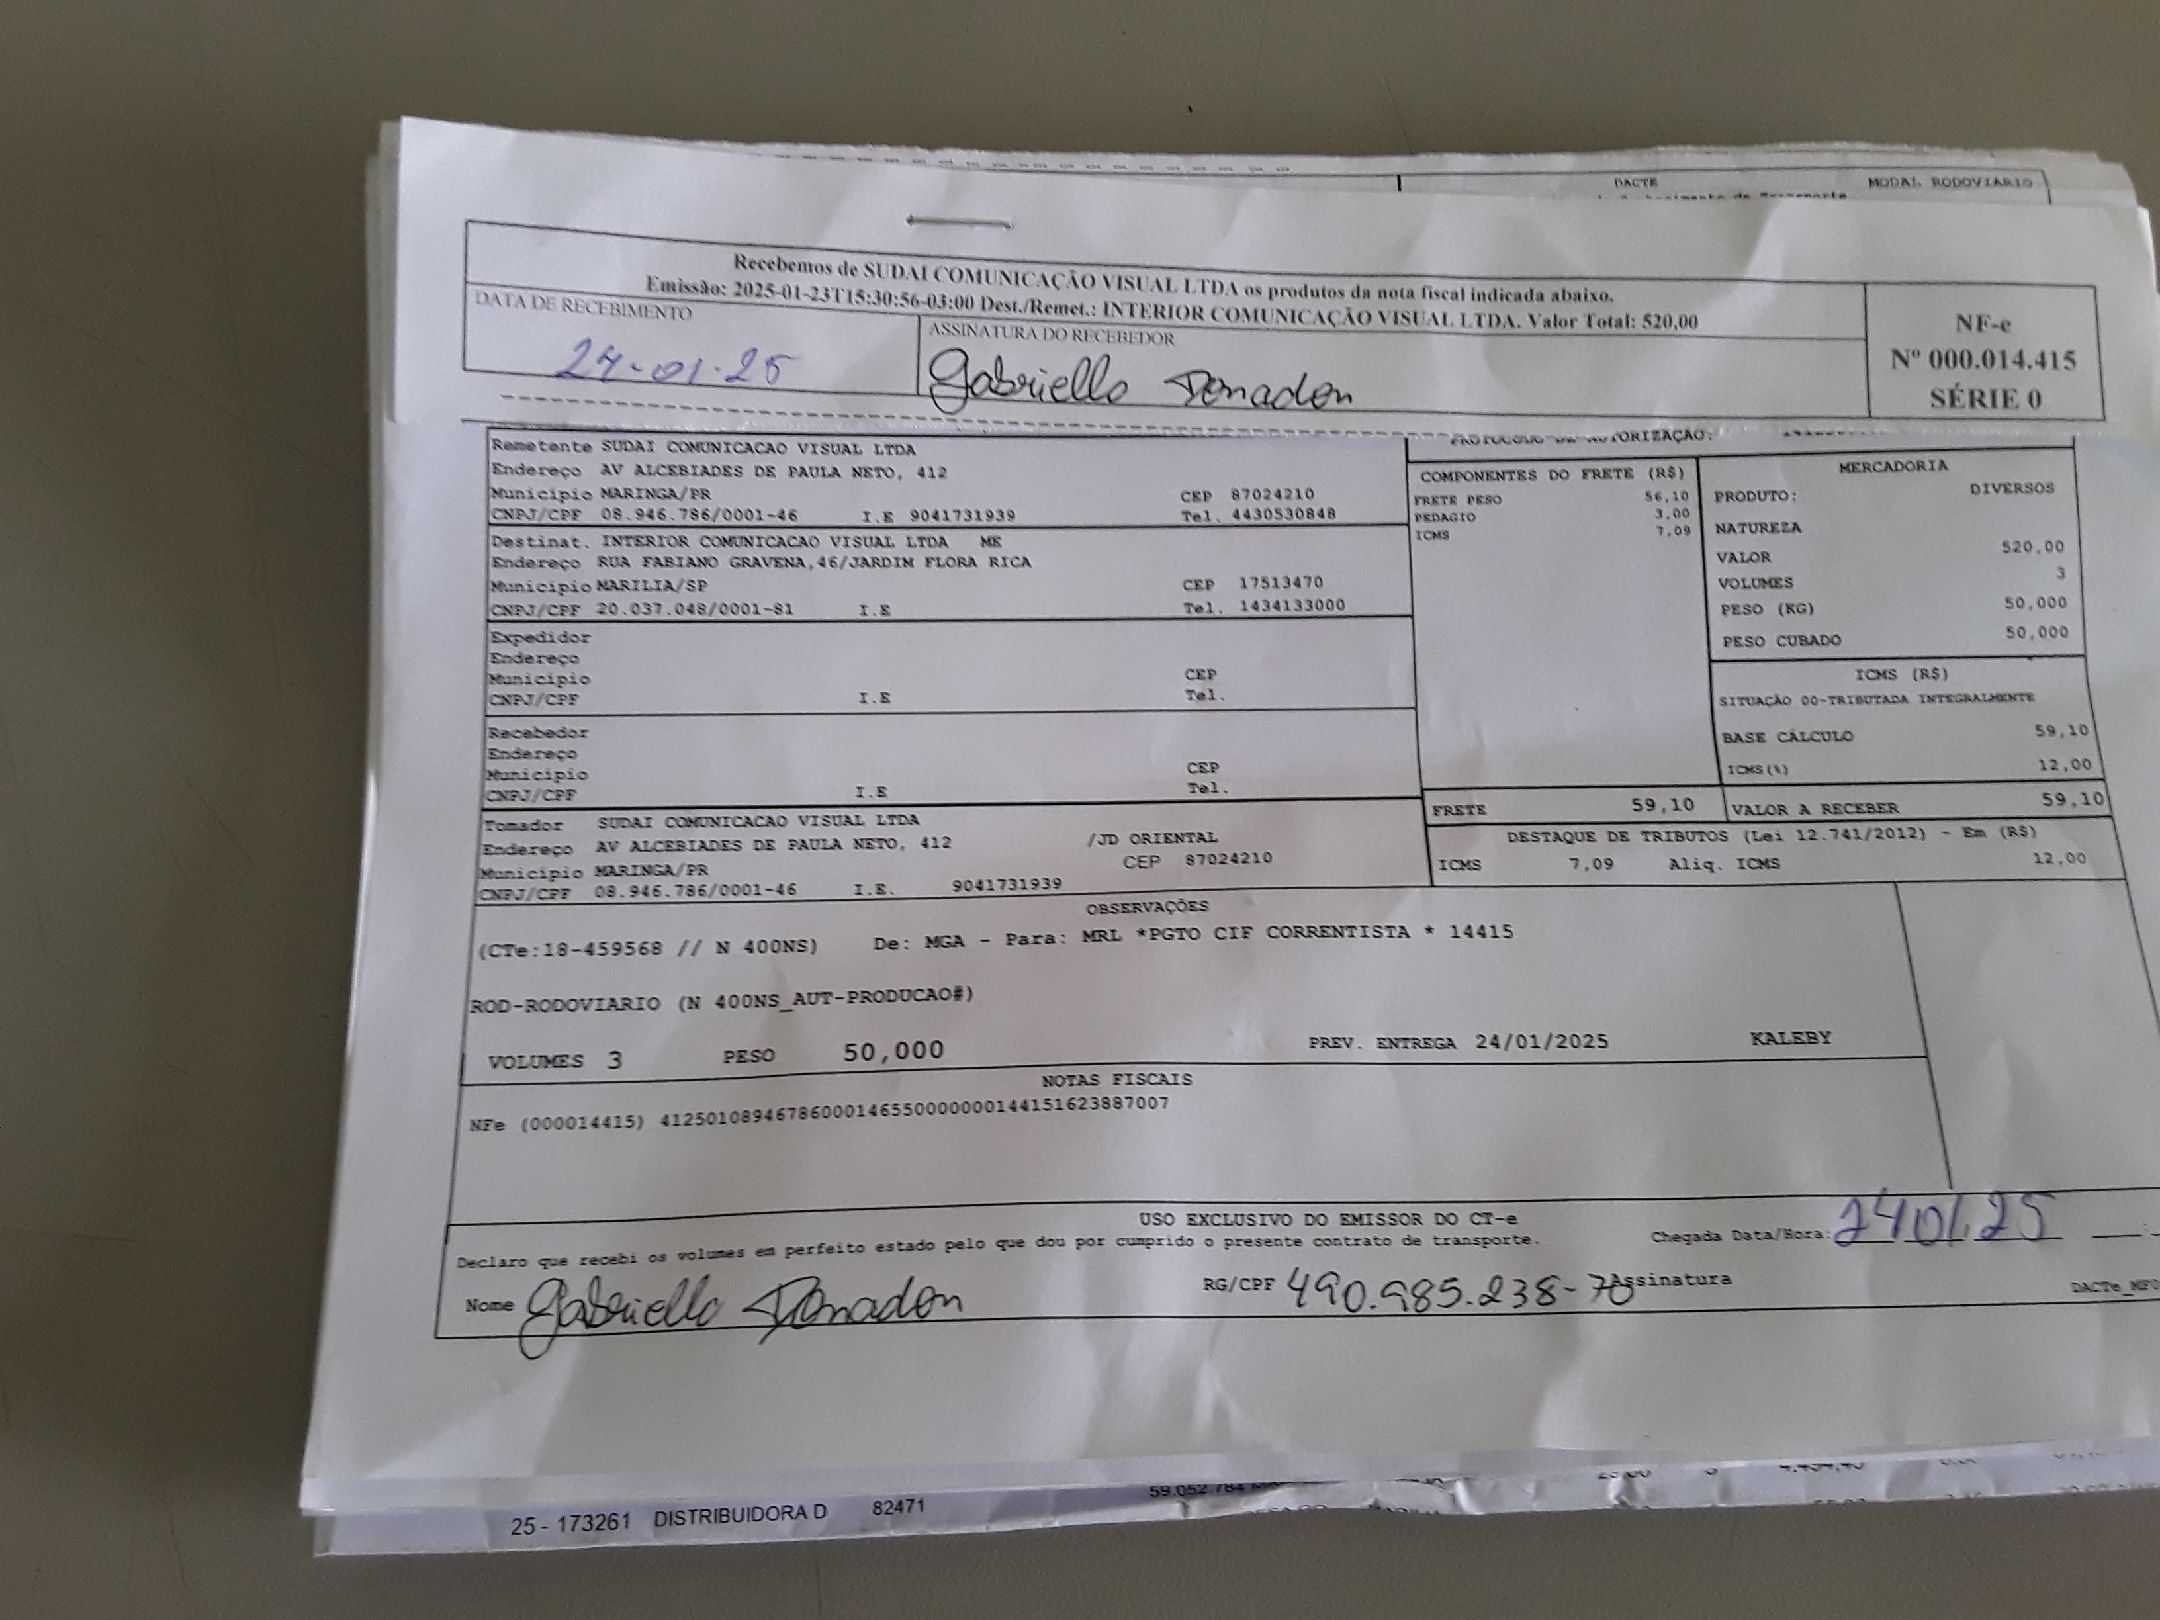 DACTE MODAL RODOVIARIO
Recebemos de SUDAI COMUNICAÇÃO VISUAL LTDA os produtos da nota fiscal indicada abaixo.
Emissão: 2025-01-23T15:30:56-03:00 Dest./Remet.: INTERIOR COMUNICAÇÃO VISUAL LTDA. Valor Total: 520,00
DATA DE RECEBIMENTO
24-01-25
ASSINATURA DO RECEBEDOR
Gabriella Donadon
NF-e
Nº 000.014.415
SÉRIE 0
Remetente SUDAI COMUNICACAO VISUAL LTDA
Endereço AV ALCEBIADES DE PAULA NETO, 412
Município MARINGA/PR CEP 87024210
CNPJ/CPF 08.946.786/0001-46 I.E 9041731939 Tel. 4430530848
Destinat. INTERIOR COMUNICACAO VISUAL LTDA ME
Endereço RUA FABIANO GRAVENA,46/JARDIM FLORA RICA
Município MARILIA/SP CEP 17513470
CNPJ/CPF 20.037.048/0001-81 I.E Tel. 1434133000
Expedidor
Endereço
Município CEP
CNPJ/CPF I.E Tel.
Recebedor
Endereço
Município CEP
CNPJ/CPF I.E Tel.
Tomador SUDAI COMUNICACAO VISUAL LTDA
Endereço AV ALCEBIADES DE PAULA NETO, 412 /JD ORIENTAL
Município MARINGA/PR CEP 87024210
CNPJ/CPF 08.946.786/0001-46 I.E. 9041731939
PROTOCOLO DE AUTORIZAÇÃO:
COMPONENTES DO FRETE (R$)
FRETE PESO 56,10
PEDAGIO 3,00
ICMS 7,09
MERCADORIA
PRODUTO: DIVERSOS
NATUREZA
VALOR 520,00
VOLUMES 3
PESO (KG) 50,000
PESO CUBADO 50,000
ICMS (R$)
SITUAÇÃO 00-TRIBUTADA INTEGRALMENTE
BASE CÁLCULO 59,10
ICMS(%) 12,00
FRETE 59,10 VALOR A RECEBER 59,10
DESTAQUE DE TRIBUTOS (Lei 12.741/2012) - Em (R$)
ICMS 7,09 Aliq. ICMS 12,00
OBSERVAÇÕES
(CTe:18-459568 // N 400NS) De: MGA - Para: MRL *PGTO CIF CORRENTISTA * 14415
ROD-RODOVIARIO (N 400NS_AUT-PRODUCAO#)
VOLUMES 3 PESO 50,000 PREV. ENTREGA 24/01/2025 KALEBY
NOTAS FISCAIS
NFe (000014415) 41250108946786000146550000000144151623887007
USO EXCLUSIVO DO EMISSOR DO CT-e
Declaro que recebi os volumes em perfeito estado pelo que dou por cumprido o presente contrato de transporte. Chegada Data/Hora: 24 01.25
Nome Gabriella Donadon RG/CPF 490.985.238-70 Assinatura
25 - 173261 DISTRIBUIDORA D 82471